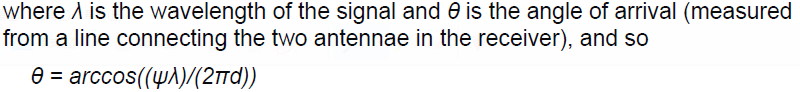 where λ is the wavelength of the signal and θ is the angle of arrival (measured
from a line connecting the two antennae in the receiver), and so
θ = arccos((ψλ)/(2πd))